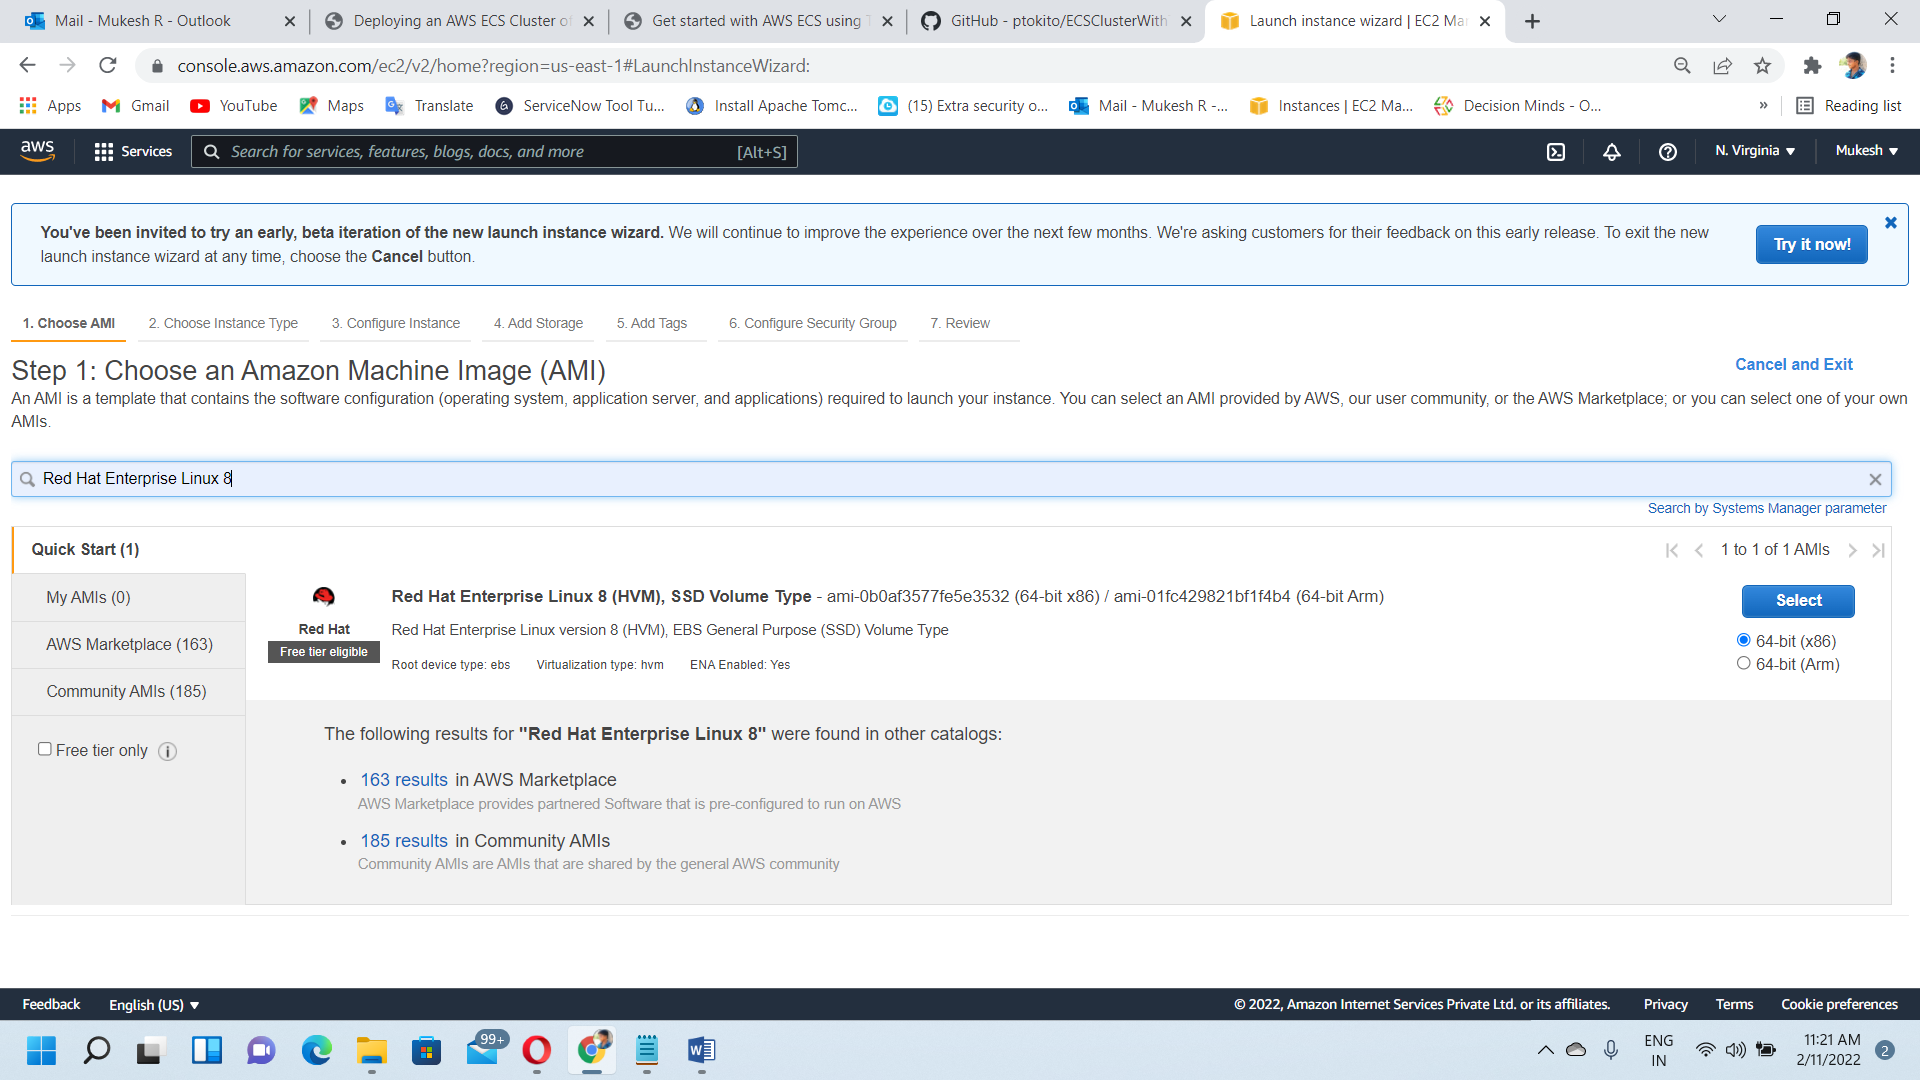 Mail - Mukesh R - Outlook
Deploying an AWS ECS Cluster of
Get started with AWS ECS using T
GitHub - ptokito/ECSClusterWith
Launch instance wizard | EC2 Ma
console.aws.amazon.com/ec2/v2/home?region=us-east-1#LaunchInstanceWizard:
Apps
Gmail
YouTube
Maps
Translate
ServiceNow Tool Tu...
Install Apache Tomc...
(15) Extra security o...
Mail - Mukesh R -...
Instances | EC2 Ma...
Decision Minds - O...
»
Reading list
aws
Services
Search for services, features, blogs, docs, and more
[Alt+S]
N. Virginia
Mukesh
You've been invited to try an early, beta iteration of the new launch instance wizard. We will continue to improve the experience over the next few months. We're asking customers for their feedback on this early release. To exit the new
launch instance wizard at any time, choose the Cancel button.
Try it now!
1. Choose AMI
2. Choose Instance Type
3. Configure Instance
4. Add Storage
5. Add Tags
6. Configure Security Group
7. Review
Step 1: Choose an Amazon Machine Image (AMI)
Cancel and Exit
An AMI is a template that contains the software configuration (operating system, application server, and applications) required to launch your instance. You can select an AMI provided by AWS, our user community, or the AWS Marketplace; or you can select one of your own
AMIs.
Red Hat Enterprise Linux 8
Search by Systems Manager parameter
Quick Start (1)
1 to 1 of 1 AMIs
My AMIs (0)
AWS Marketplace (163)
Community AMIs (185)
Free tier only
Red Hat
Free tier eligible
Red Hat Enterprise Linux 8 (HVM), SSD Volume Type - ami-0b0af3577fe5e3532 (64-bit x86) / ami-01fc429821bf1f4b4 (64-bit Arm)
Red Hat Enterprise Linux version 8 (HVM), EBS General Purpose (SSD) Volume Type
Root device type: ebs
Virtualization type: hvm
ENA Enabled: Yes
Select
64-bit (x86)
64-bit (Arm)
The following results for "Red Hat Enterprise Linux 8" were found in other catalogs:
• 163 results in AWS Marketplace
AWS Marketplace provides partnered Software that is pre-configured to run on AWS
• 185 results in Community AMIs
Community AMIs are AMIs that are shared by the general AWS community
Feedback
English (US)
© 2022, Amazon Internet Services Private Ltd. or its affiliates.
Privacy
Terms
Cookie preferences
99+
ENG
IN
11:21 AM
2/11/2022
2